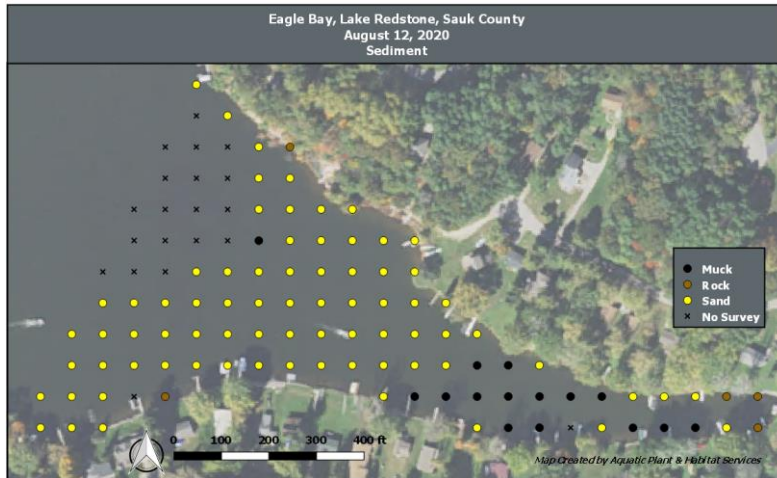 Eagle Bay, Lake Redstone, Sauk County
August 12, 2020
Sediment
Muck
Rock
Sand
No Survey
0 100 200 300 400 ft
Map Created by Aquatic Plant & Habitat Services